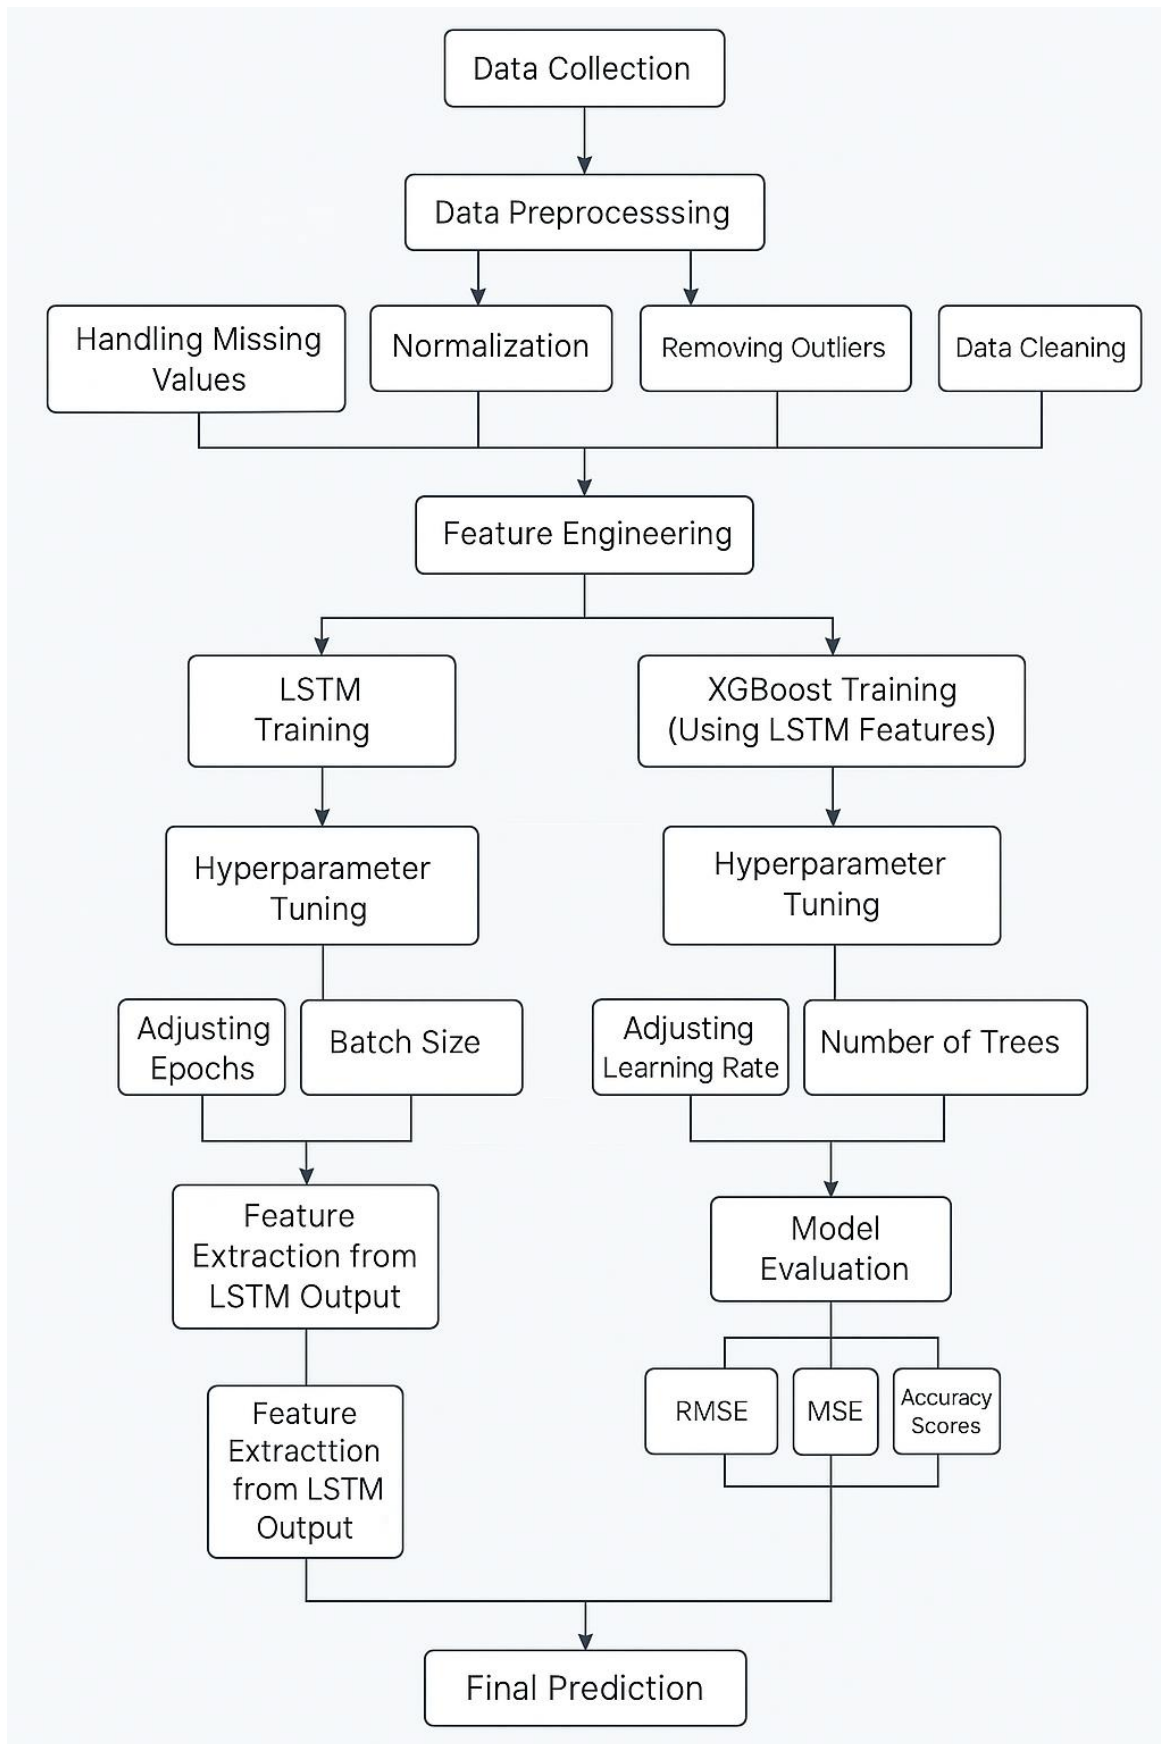 Data Collection
Data Preprocesssing
Handling Missing
Values
Normalization
Removing Outliers
Data Cleaning
Feature Engineering
LSTM
Training
XGBoost Training
(Using LSTM Features)
Hyperparameter
Tuning
Hyperparameter
Tuning
Adjusting
Epochs
Batch Size
Adjusting
Learning Rate
Number of Trees
Feature
Extraction from
LSTM Output
Model
Evaluation
Feature
Extracttion
from LSTM
Output
RMSE
MSE
Accuracy
Scores
Final Prediction